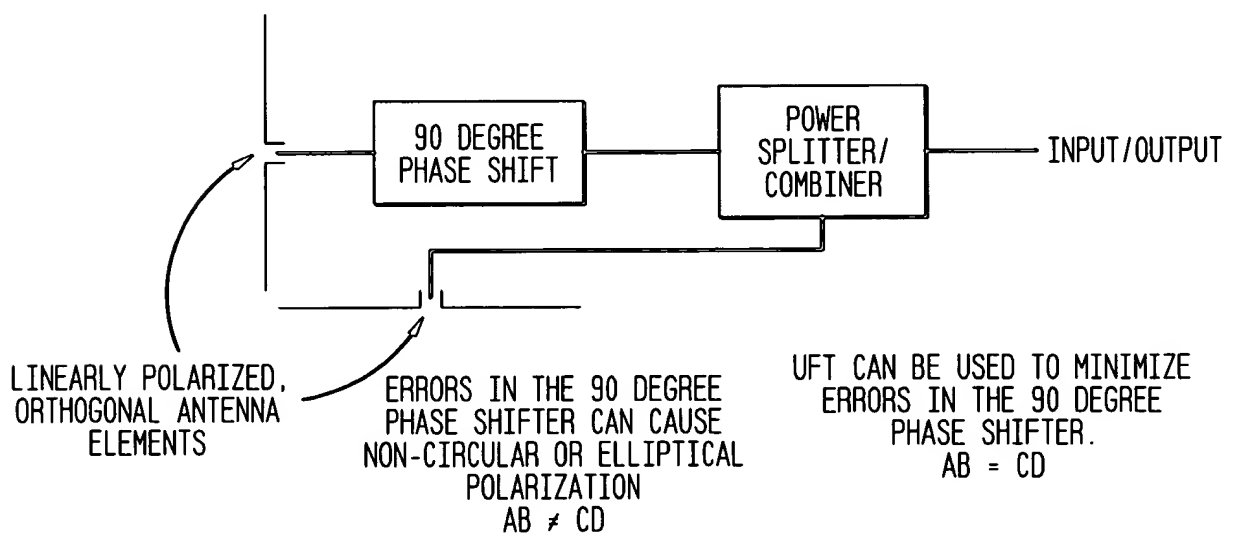 90 DEGREE
PHASE SHIFT
POWER
SPLITTER/
COMBINER
INPUT/OUTPUT
LINEARLY POLARIZED,
ORTHOGONAL ANTENNA
ELEMENTS
ERRORS IN THE 90 DEGREE
PHASE SHIFTER CAN CAUSE
NON-CIRCULAR OR ELLIPTICAL
POLARIZATION
AB ≠ CD
UFT CAN BE USED TO MINIMIZE
ERRORS IN THE 90 DEGREE
PHASE SHIFTER.
AB = CD